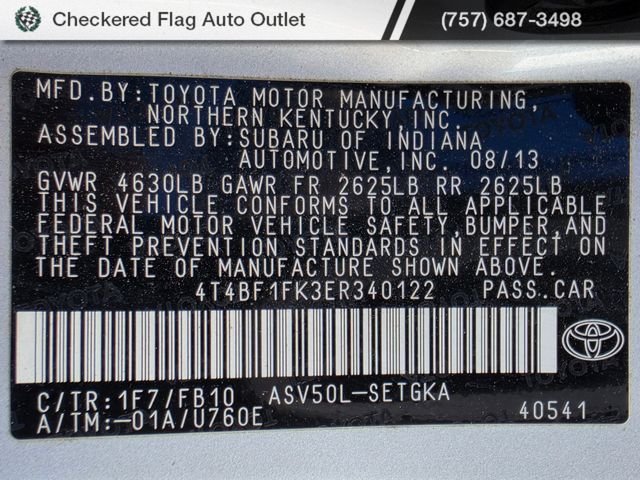 Checkered Flag Auto Outlet (757) 687-3498
MFD.BY:TOYOTA MOTOR MANUFACTURING,
NORTHERN KENTUCKY,INC.
ASSEMBLED BY:SUBARU OF INDIANA
AUTOMOTIVE,INC. 08/13
GVWR 4630LB GAWR FR 2625LB RR 2625LB
THIS VEHICLE CONFORMS TO ALL APPLICABLE
FEDERAL MOTOR VEHICLE SAFETY,BUMPER,AND
THEFT PREVENTION STANDARDS IN EFFECT ON
THE DATE OF MANUFACTURE SHOWN ABOVE.
4T4BF1FK3ER340122 PASS.CAR
C/TR:1F7/FB10 ASV50L-SETGKA
A/TM:-01A/U760E 40541